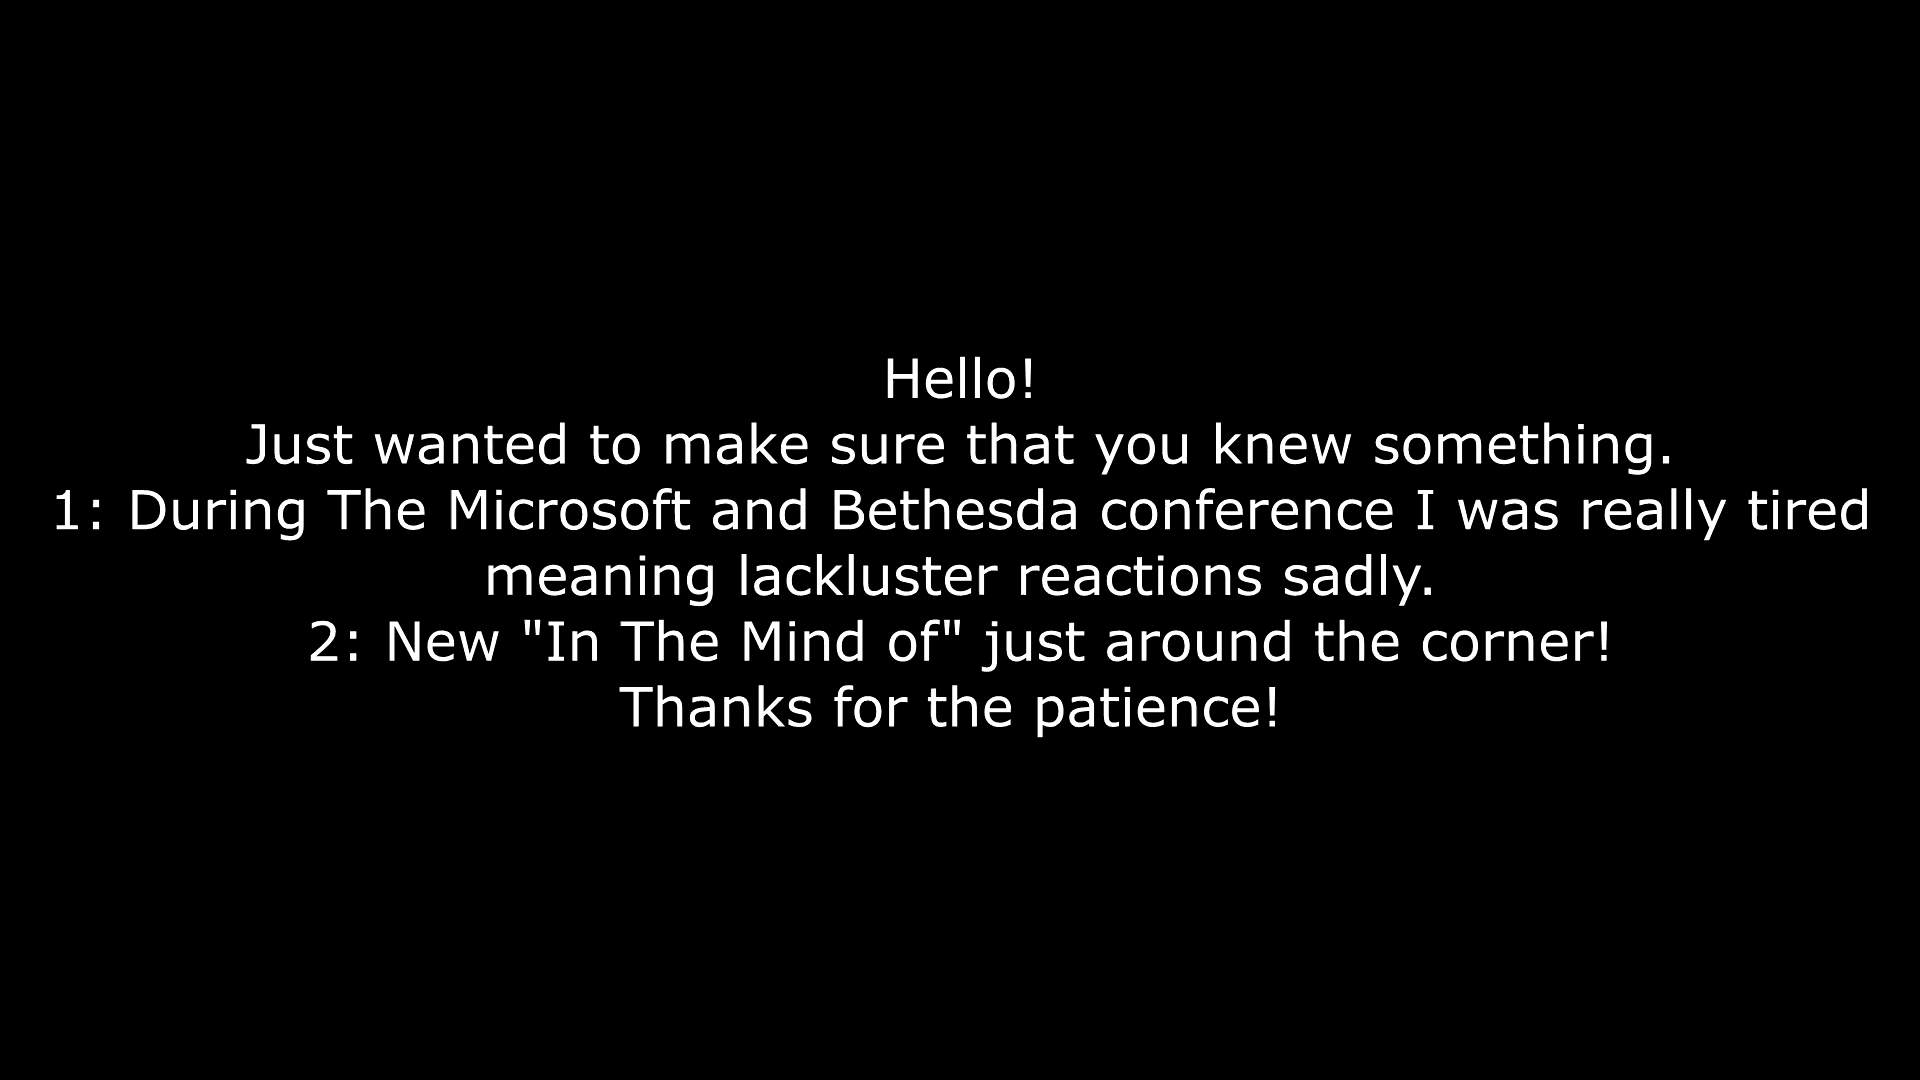 Hello!
Just wanted to make sure that you knew something.
1: During The Microsoft and Bethesda conference I was really tired
meaning lackluster reactions sadly.
2: New "In The Mind of" just around the corner!
Thanks for the patience!